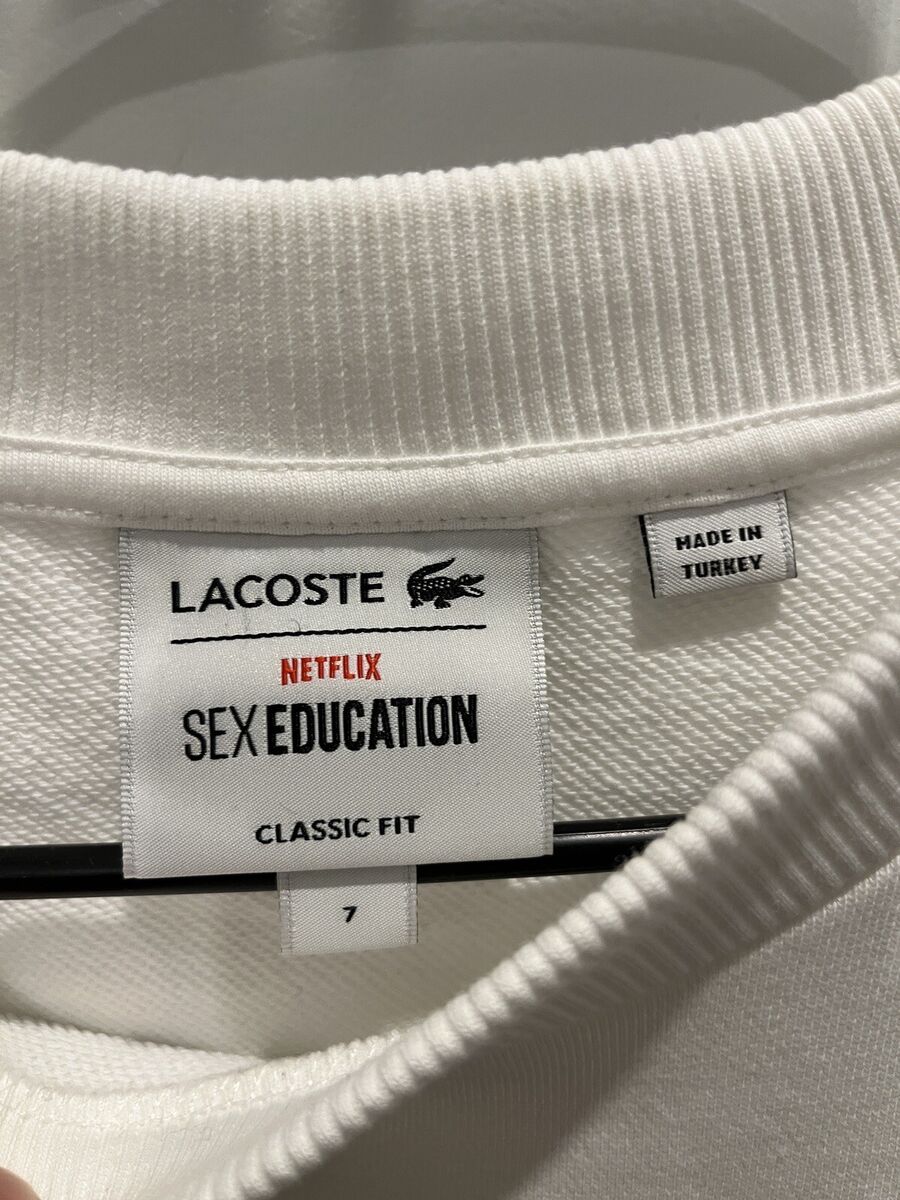 LACOSTE
NETFLIX
SEX EDUCATION
CLASSIC FIT
7
MADE IN
TURKEY